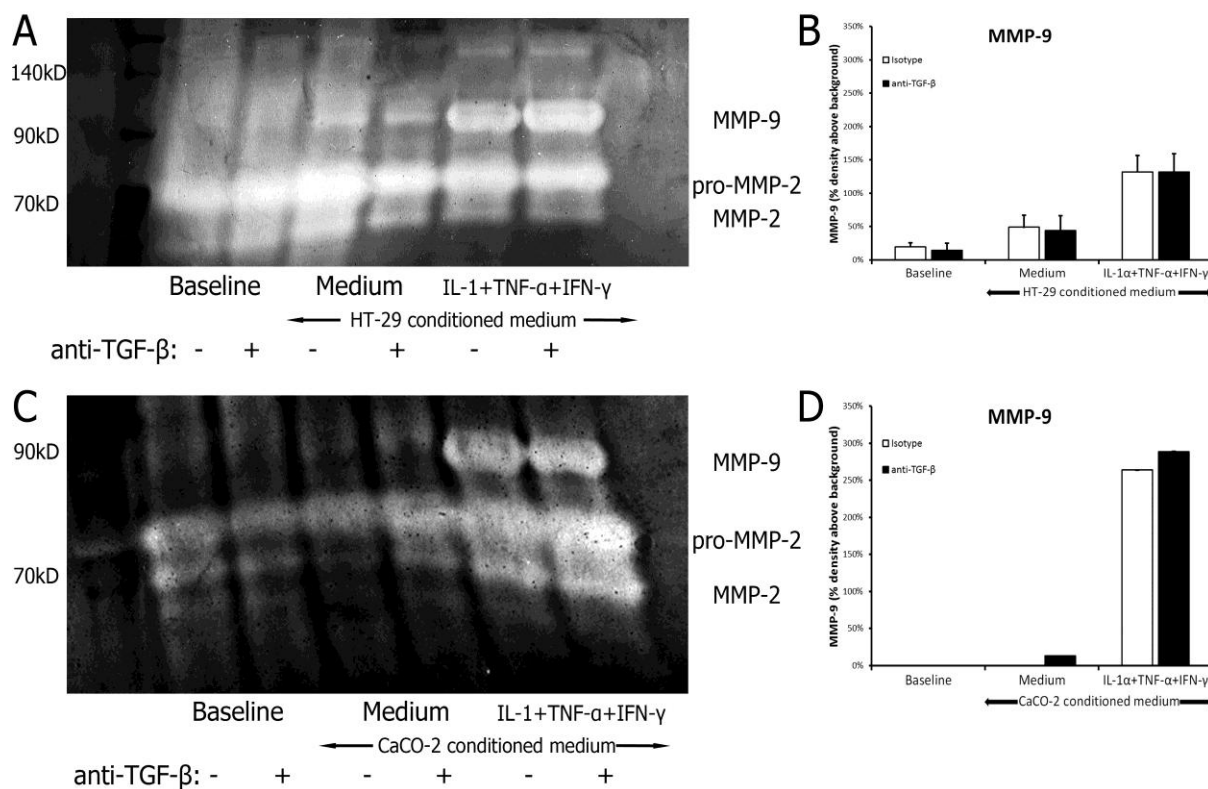 A
140kD
90kD
70kD
MMP-9
pro-MMP-2
MMP-2
Baseline Medium IL-1+TNF-α+IFN-γ
HT-29 conditioned medium
anti-TGF-β: - + - + - +
B
MMP-9
Isotype
anti-TGF-β
MMP-9 (% density above background)
350%
300%
250%
200%
150%
100%
50%
0%
Baseline Medium IL-1α+TNF-α+IFN-γ
HT-29 conditioned medium
C
90kD
70kD
MMP-9
pro-MMP-2
MMP-2
Baseline Medium IL-1+TNF-α+IFN-γ
CaCO-2 conditioned medium
anti-TGF-β: - + - + - +
D
MMP-9
Isotype
anti-TGF-β
MMP-9 (% density above background)
350%
300%
250%
200%
150%
100%
50%
0%
Baseline Medium IL-1α+TNF-α+IFN-γ
CaCO-2 conditioned medium